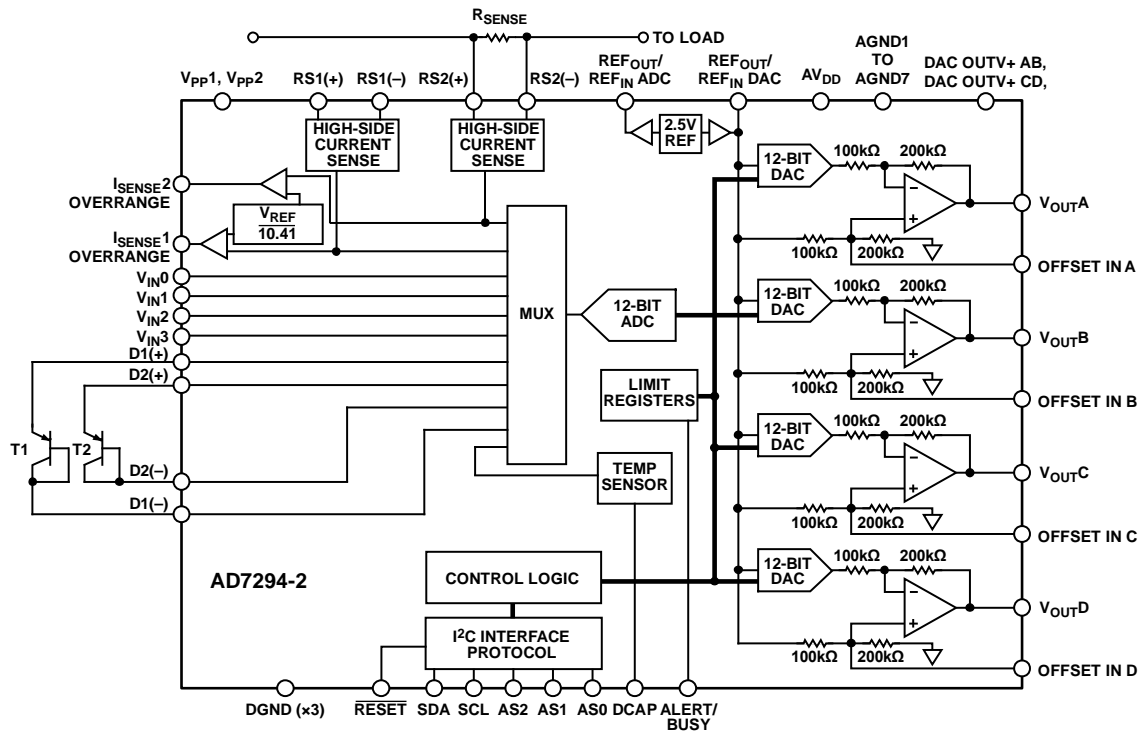 RSENSE
TO LOAD
VPP1, VPP2
RS1(+)
RS1(–)
RS2(+)
RS2(–)
REFOUT/
REFIN ADC
REFOUT/
REFIN DAC
AVDD
AGND1
TO
AGND7
DAC OUTV+ AB,
DAC OUTV+ CD,
HIGH-SIDE
CURRENT
SENSE
HIGH-SIDE
CURRENT
SENSE
2.5V
REF
12-BIT
DAC
100kΩ
200kΩ
–
+
VOUTA
100kΩ
200kΩ
OFFSET IN A
ISENSE2
OVERRANGE
VREF
10.41
ISENSE1
OVERRANGE
VIN0
VIN1
VIN2
VIN3
D1(+)
D2(+)
T1
T2
D2(–)
D1(–)
MUX
12-BIT
ADC
12-BIT
DAC
100kΩ
200kΩ
–
+
VOUTB
100kΩ
200kΩ
OFFSET IN B
LIMIT
REGISTERS
12-BIT
DAC
100kΩ
200kΩ
–
+
VOUTC
100kΩ
200kΩ
OFFSET IN C
TEMP
SENSOR
AD7294-2
CONTROL LOGIC
I2C INTERFACE
PROTOCOL
12-BIT
DAC
100kΩ
200kΩ
–
+
VOUTD
100kΩ
200kΩ
OFFSET IN D
DGND (×3)
RESET
SDA
SCL
AS2
AS1
AS0
DCAP
ALERT/
BUSY